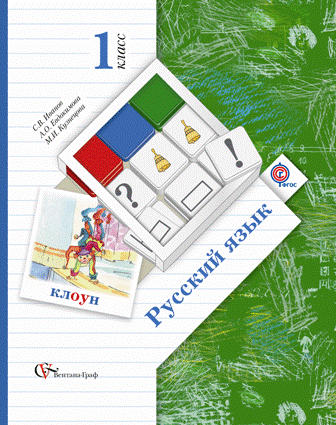 1
класс
С.В. Иванов
А.О. Евдокимова
М.И. Кузнецова
?
!
ФГОС
клоун
Русский язык
Вентана-Граф